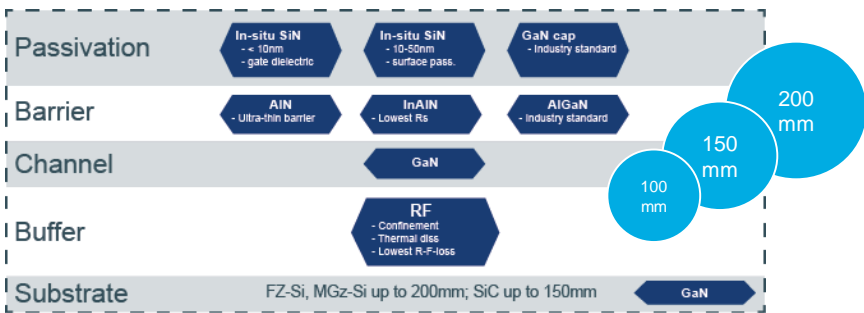 Passivation
In-situ SiN
- < 10nm
- gate dielectric
In-situ SiN
- 10-50nm
- surface pass.
GaN cap
- Industry standard
Barrier
AlN
- Ultra-thin barrier
InAlN
- Lowest Rs
AlGaN
- Industry standard
200
mm
150
mm
Channel
GaN
100
mm
Buffer
RF
- Confinement
- Thermal diss
- Lowest R-F-loss
Substrate
FZ-Si, MGz-Si up to 200mm; SiC up to 150mm
GaN